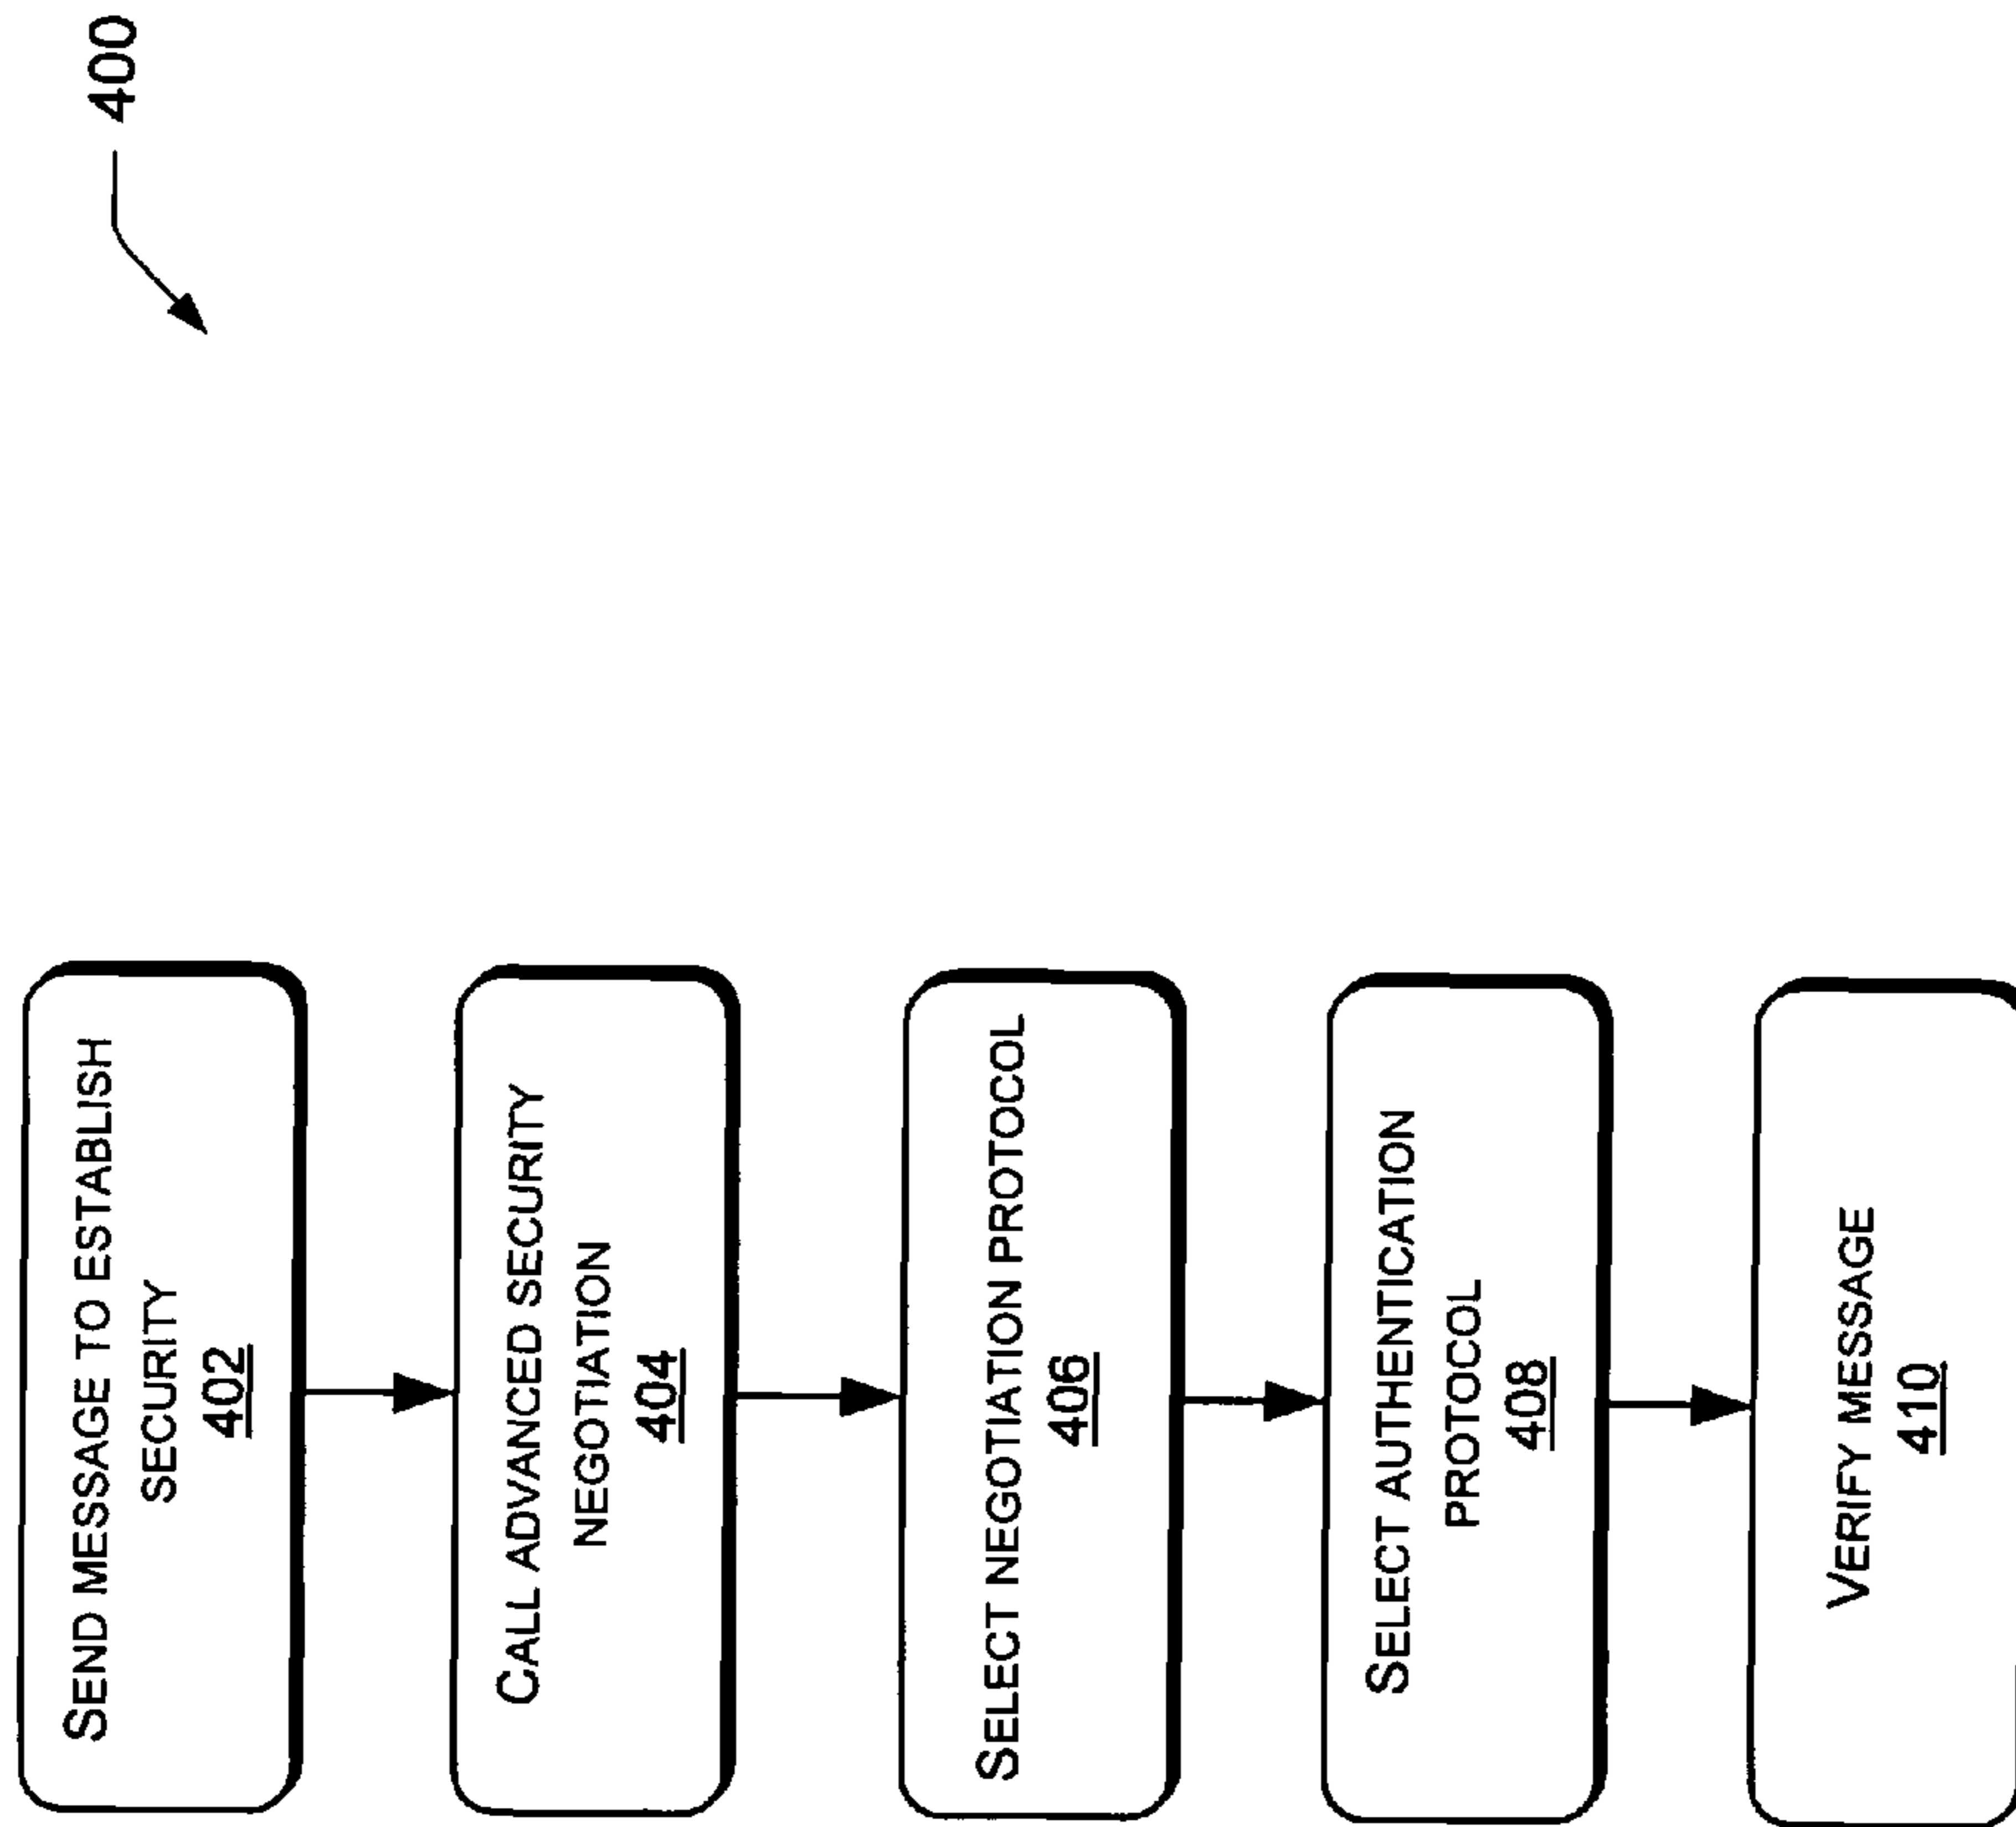 400
SEND MESSAGE TO ESTABLISH
SECURITY
402
CALL ADVANCED SECURITY
NEGOTIATION
404
SELECT NEGOTIATION PROTOCOL
406
SELECT AUTHENTICATION
PROTOCOL
408
VERIFY MESSAGE
410